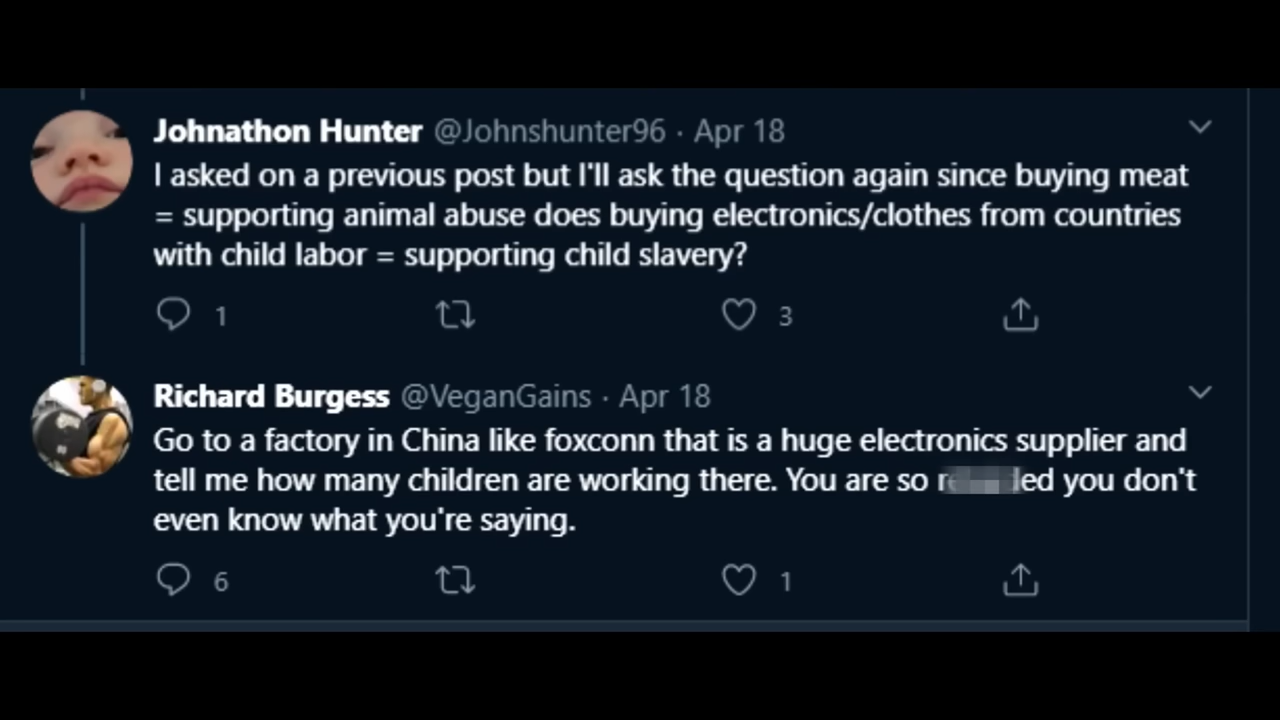 Johnathon Hunter @Johnshunter96 · Apr 18
I asked on a previous post but I'll ask the question again since buying meat
= supporting animal abuse does buying electronics/clothes from countries
with child labor = supporting child slavery?
1 3
Richard Burgess @VeganGains · Apr 18
Go to a factory in China like foxconn that is a huge electronics supplier and
tell me how many children are working there. You are so you don't
even know what you're saying.
6 1